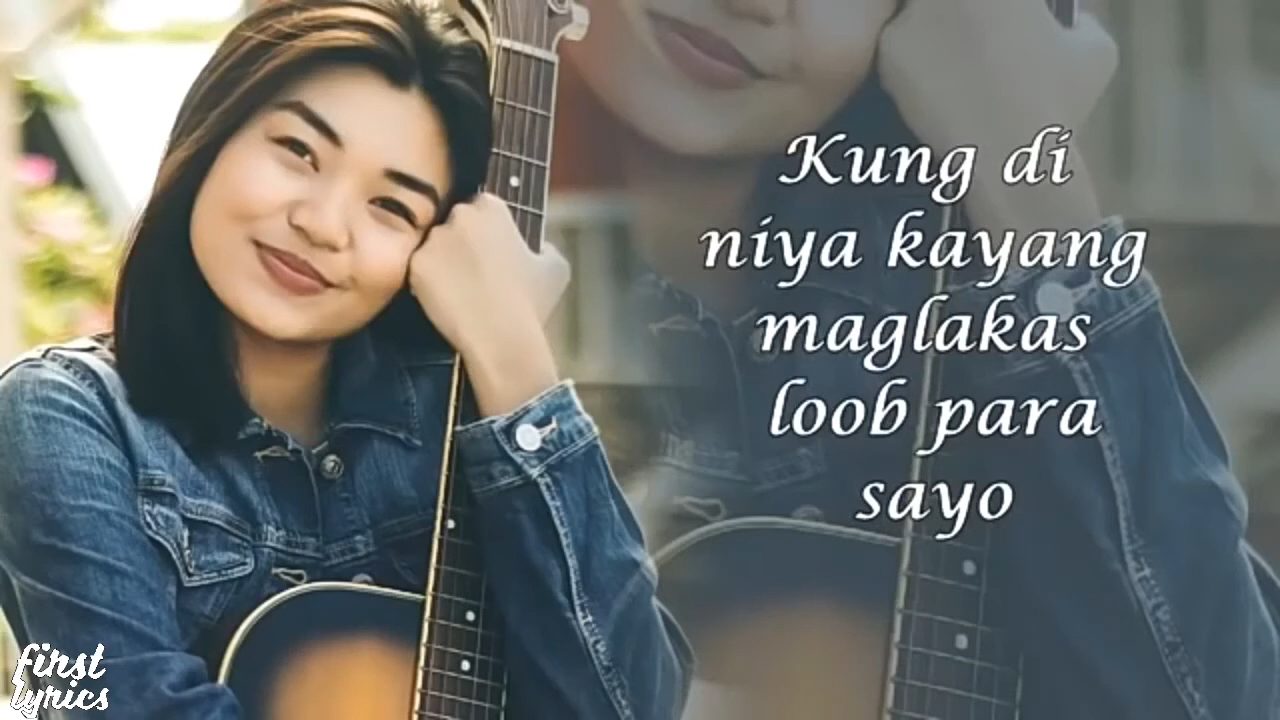 Kung di
niya kayang
maglakas
loob para
sayo
first
lyrics